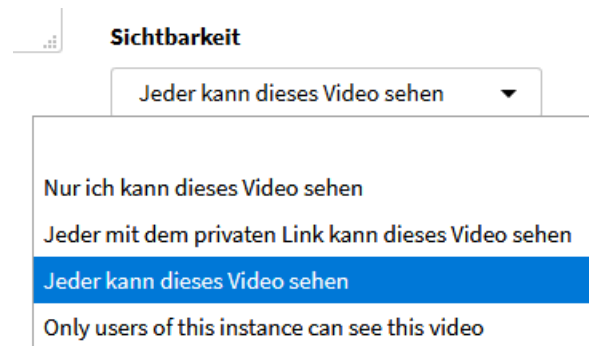 Sichtbarkeit
Jeder kann dieses Video sehen
Nur ich kann dieses Video sehen
Jeder mit dem privaten Link kann dieses Video sehen
Jeder kann dieses Video sehen
Only users of this instance can see this video